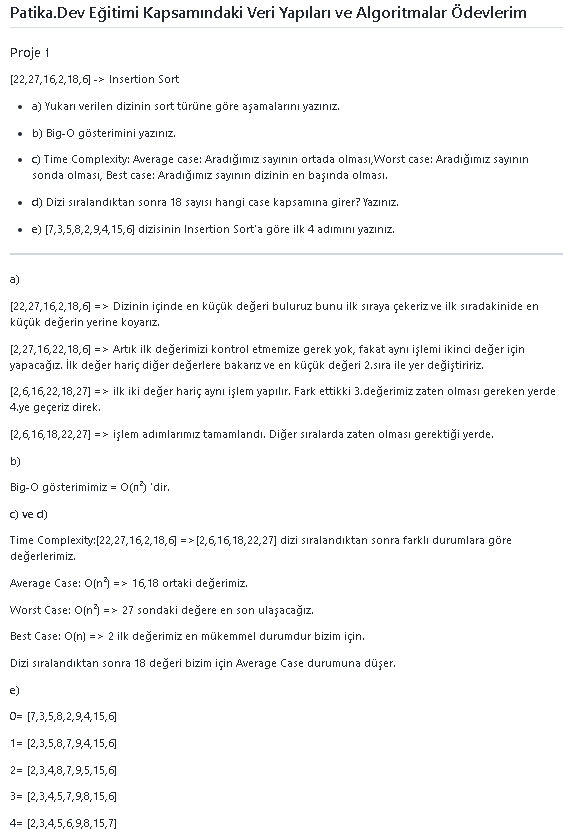 Patika.Dev Eğitimi Kapsamındaki Veri Yapıları ve Algoritmalar Ödevlerim
Proje 1
[22,27,16,2,18,6] -> Insertion Sort
• a) Yukarı verilen dizinin sort türüne göre aşamalarını yazınız.
• b) Big-O gösterimini yazınız.
• c) Time Complexity: Average case: Aradığımız sayının ortada olması,Worst case: Aradığımız sayının
sonda olması, Best case: Aradığımız sayının dizinin en başında olması.
• d) Dizi sıralandıktan sonra 18 sayısı hangi case kapsamına girer? Yazınız.
• e) [7,3,5,8,2,9,4,15,6] dizisinin Insertion Sort'a göre ilk 4 adımını yazınız.
a)
[22,27,16,2,18,6] => Dizinin içinde en küçük değeri buluruz bunu ilk sıraya çekeriz ve ilk sıradakinide en
küçük değerin yerine koyarız.
[2,27,16,22,18,6] => Artık ilk değerimizi kontrol etmemize gerek yok, fakat aynı işlemi ikinci değer için
yapacağız. İlk değer hariç diğer değerlere bakarız ve en küçük değeri 2.sıra ile yer değiştiririz.
[2,6,16,22,18,27] => ilk iki değer hariç aynı işlem yapılır. Fark ettikki 3.değerimiz zaten olması gereken yerde
4.ye geçeriz direk.
[2,6,16,18,22,27] => işlem adımlarımız tamamlandı. Diğer sıralarda zaten olması gerektiği yerde.
b)
Big-O gösterimimiz = O(n²) 'dir.
c) ve d)
Time Complexity:[22,27,16,2,18,6] =>[2,6,16,18,22,27] dizi sıralandıktan sonra farklı durumlara göre
değerlerimiz.
Average Case: O(n²) => 16,18 ortaki değerimiz.
Worst Case: O(n²) => 27 sondaki değere en son ulaşacağız.
Best Case: O(n) => 2 ilk değerimiz en mükemmel durumdur bizim için.
Dizi sıralandıktan sonra 18 değeri bizim için Average Case durumuna düşer.
e)
0= [7,3,5,8,2,9,4,15,6]
1= [2,3,5,8,7,9,4,15,6]
2= [2,3,4,8,7,9,5,15,6]
3= [2,3,4,5,7,9,8,15,6]
4= [2,3,4,5,6,9,8,15,7]